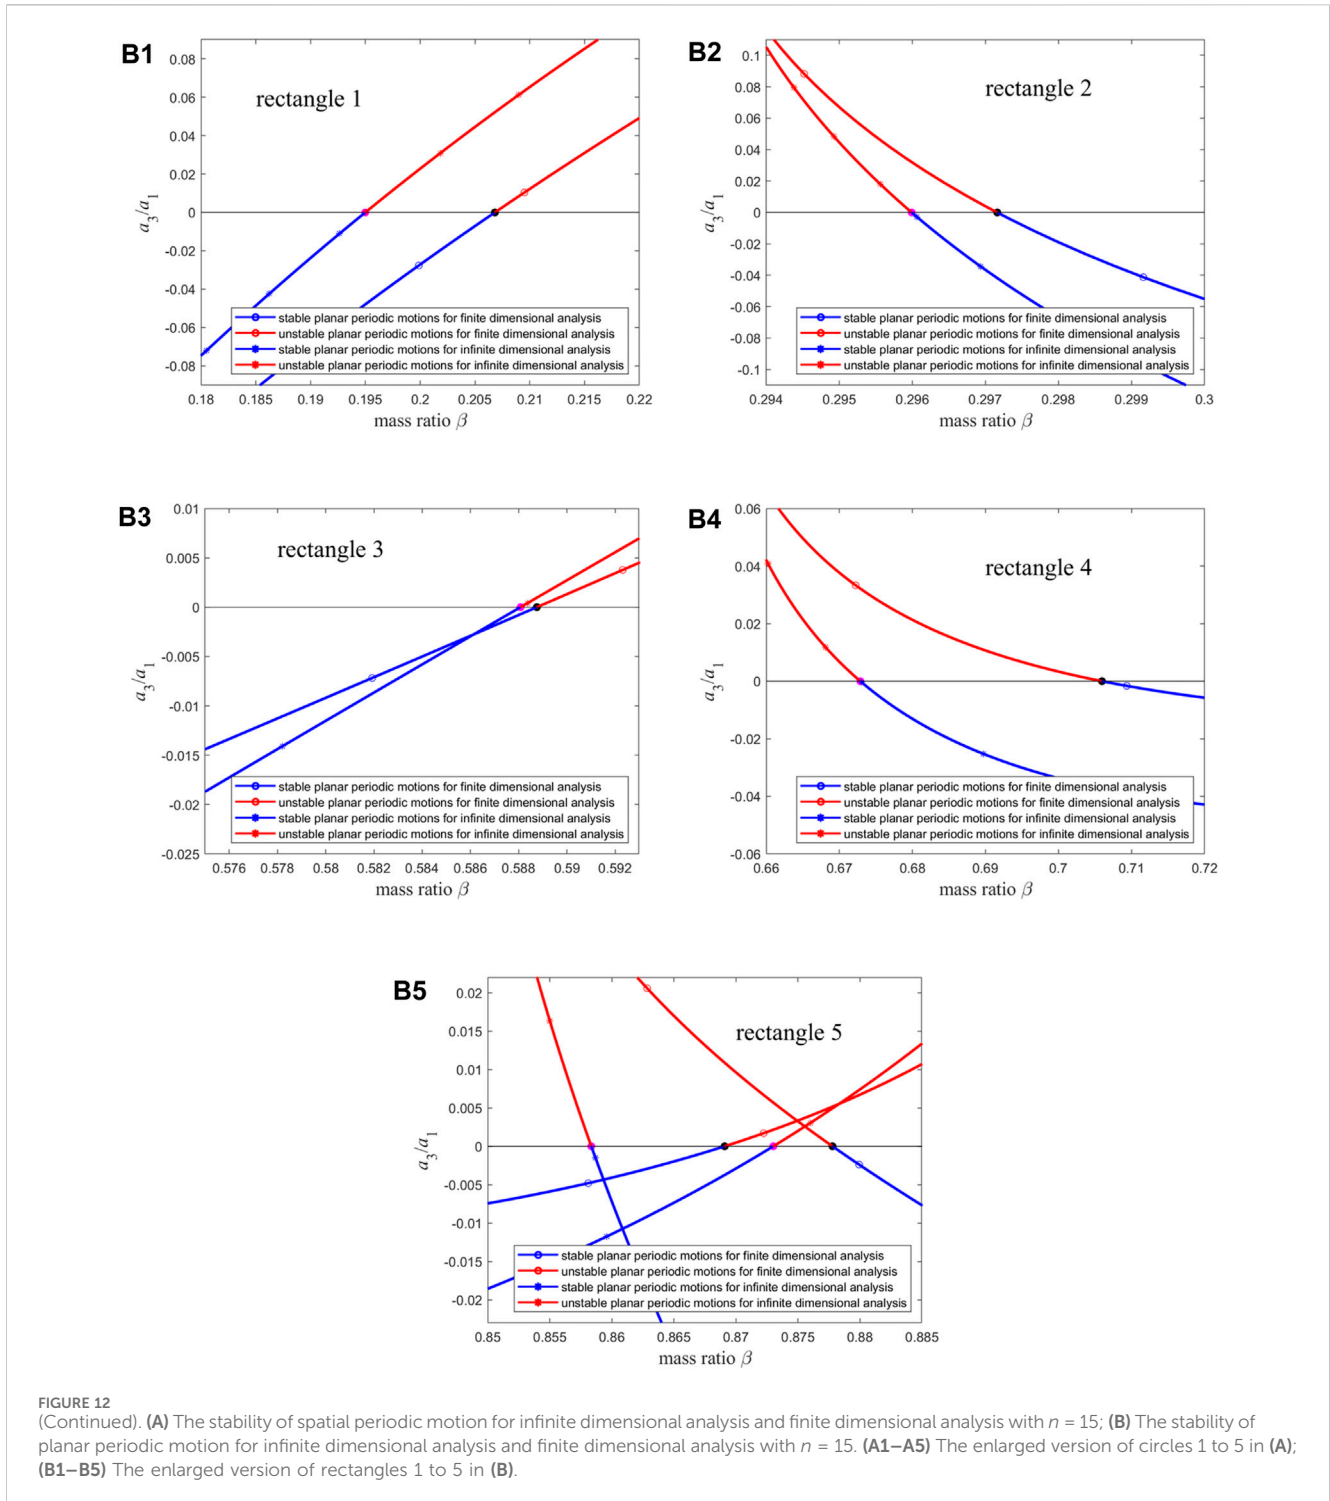 B1
rectangle 1
0.08
0.06
0.04
0.02
0
-0.02
-0.04
-0.06
-0.08
a3/a1
stable planar periodic motions for finite dimensional analysis
unstable planar periodic motions for finite dimensional analysis
stable planar periodic motions for infinite dimensional analysis
unstable planar periodic motions for infinite dimensional analysis
0.18 0.185 0.19 0.195 0.2 0.205 0.21 0.215 0.22
mass ratio β
B2
rectangle 2
0.1
0.08
0.06
0.04
0.02
0
-0.02
-0.04
-0.06
-0.08
-0.1
a3/a1
stable planar periodic motions for finite dimensional analysis
unstable planar periodic motions for finite dimensional analysis
stable planar periodic motions for infinite dimensional analysis
unstable planar periodic motions for infinite dimensional analysis
0.294 0.295 0.296 0.297 0.298 0.299 0.3
mass ratio β
B3
rectangle 3
0.01
0.005
0
-0.005
-0.01
-0.015
-0.02
-0.025
a3/a1
stable planar periodic motions for finite dimensional analysis
unstable planar periodic motions for finite dimensional analysis
stable planar periodic motions for infinite dimensional analysis
unstable planar periodic motions for infinite dimensional analysis
0.576 0.578 0.58 0.582 0.584 0.586 0.588 0.59 0.592
mass ratio β
B4
rectangle 4
0.06
0.04
0.02
0
-0.02
-0.04
-0.06
a3/a1
stable planar periodic motions for finite dimensional analysis
unstable planar periodic motions for finite dimensional analysis
stable planar periodic motions for infinite dimensional analysis
unstable planar periodic motions for infinite dimensional analysis
0.66 0.67 0.68 0.69 0.7 0.71 0.72
mass ratio β
B5
rectangle 5
0.02
0.015
0.01
0.005
0
-0.005
-0.01
-0.015
-0.02
a3/a1
stable planar periodic motions for finite dimensional analysis
unstable planar periodic motions for finite dimensional analysis
stable planar periodic motions for infinite dimensional analysis
unstable planar periodic motions for infinite dimensional analysis
0.85 0.855 0.86 0.865 0.87 0.875 0.88 0.885
mass ratio β
FIGURE 12
(Continued). (A) The stability of spatial periodic motion for infinite dimensional analysis and finite dimensional analysis with n = 15; (B) The stability of
planar periodic motion for infinite dimensional analysis and finite dimensional analysis with n = 15. (A1–A5) The enlarged version of circles 1 to 5 in (A);
(B1–B5) The enlarged version of rectangles 1 to 5 in (B).